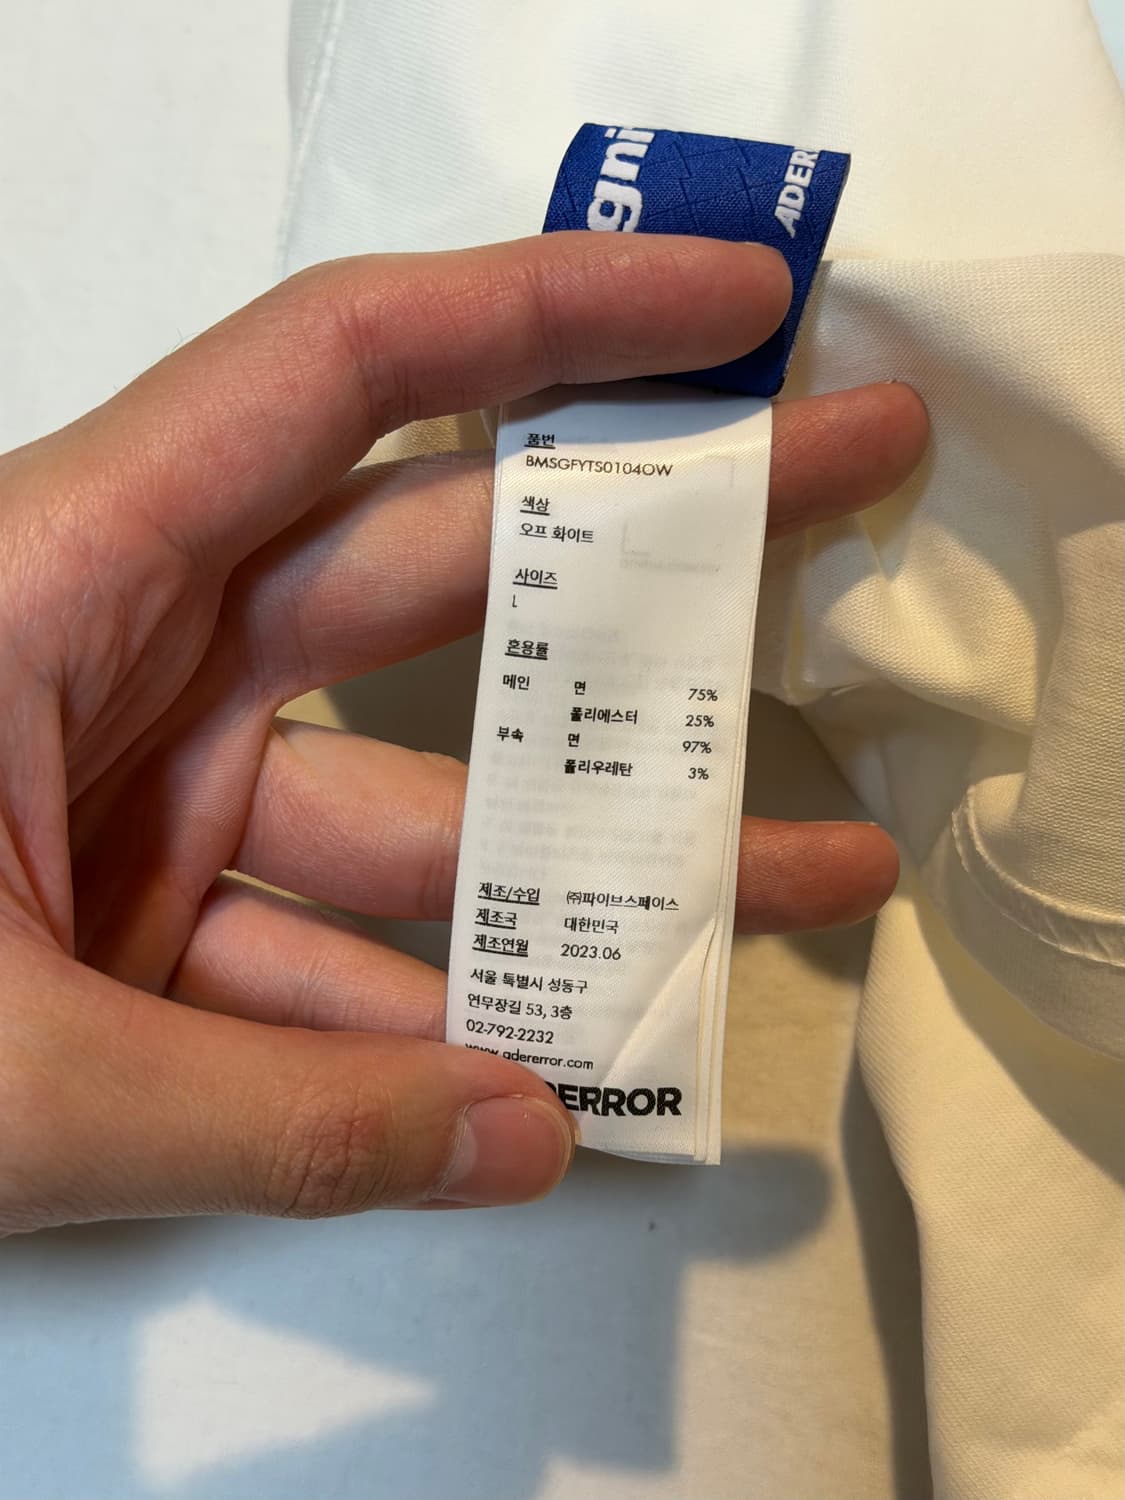 gni
ADER
품번
BMSGFYTS0104OW
색상
오프 화이트
사이즈
L
혼용률
메인 면 75%
폴리에스터 25%
부속 면 97%
폴리우레탄 3%
제조/수입 ㈜파이브스페이스
제조국 대한민국
제조연월 2023.06
서울 특별시 성동구
연무장길 53, 3층
02-792-2232
www.adererror.com
DERROR